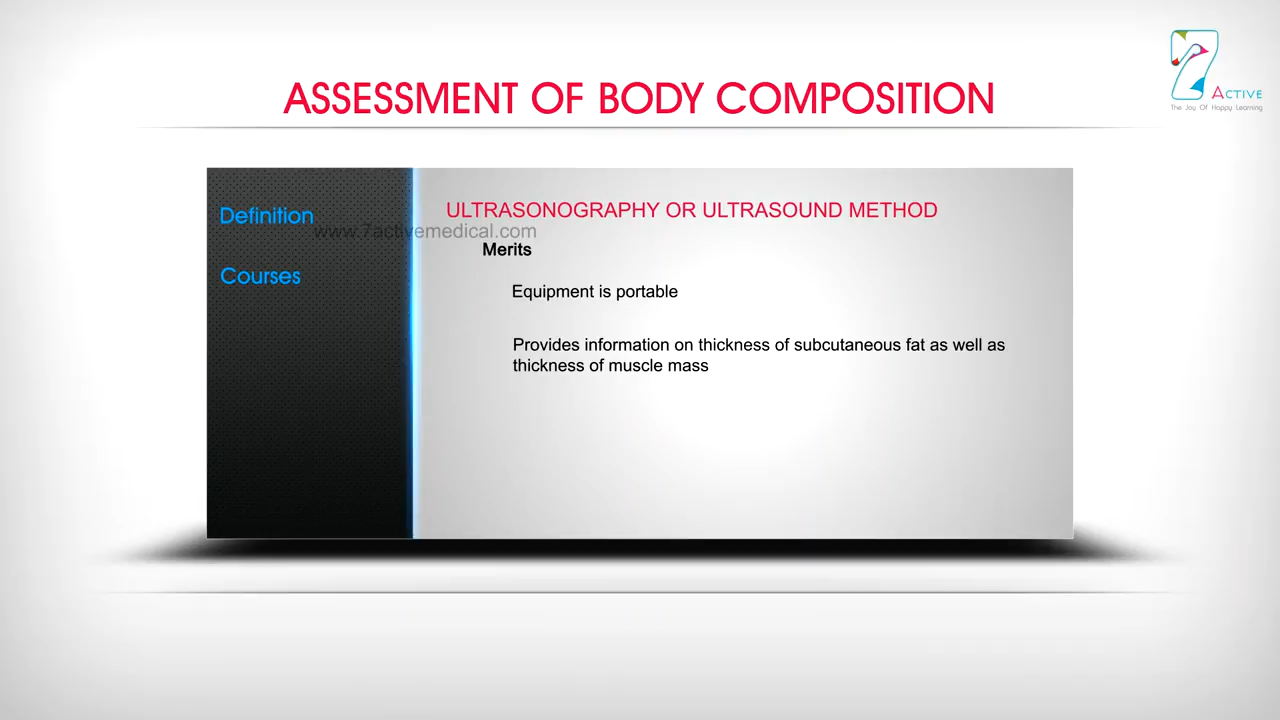 ASSESSMENT OF BODY COMPOSITION
7
ACTIVE
The Joy Of Happy Learning
Definition
Courses
ULTRASONOGRAPHY OR ULTRASOUND METHOD
www.7activemedical.com
Merits
Equipment is portable
Provides information on thickness of subcutaneous fat as well as
thickness of muscle mass